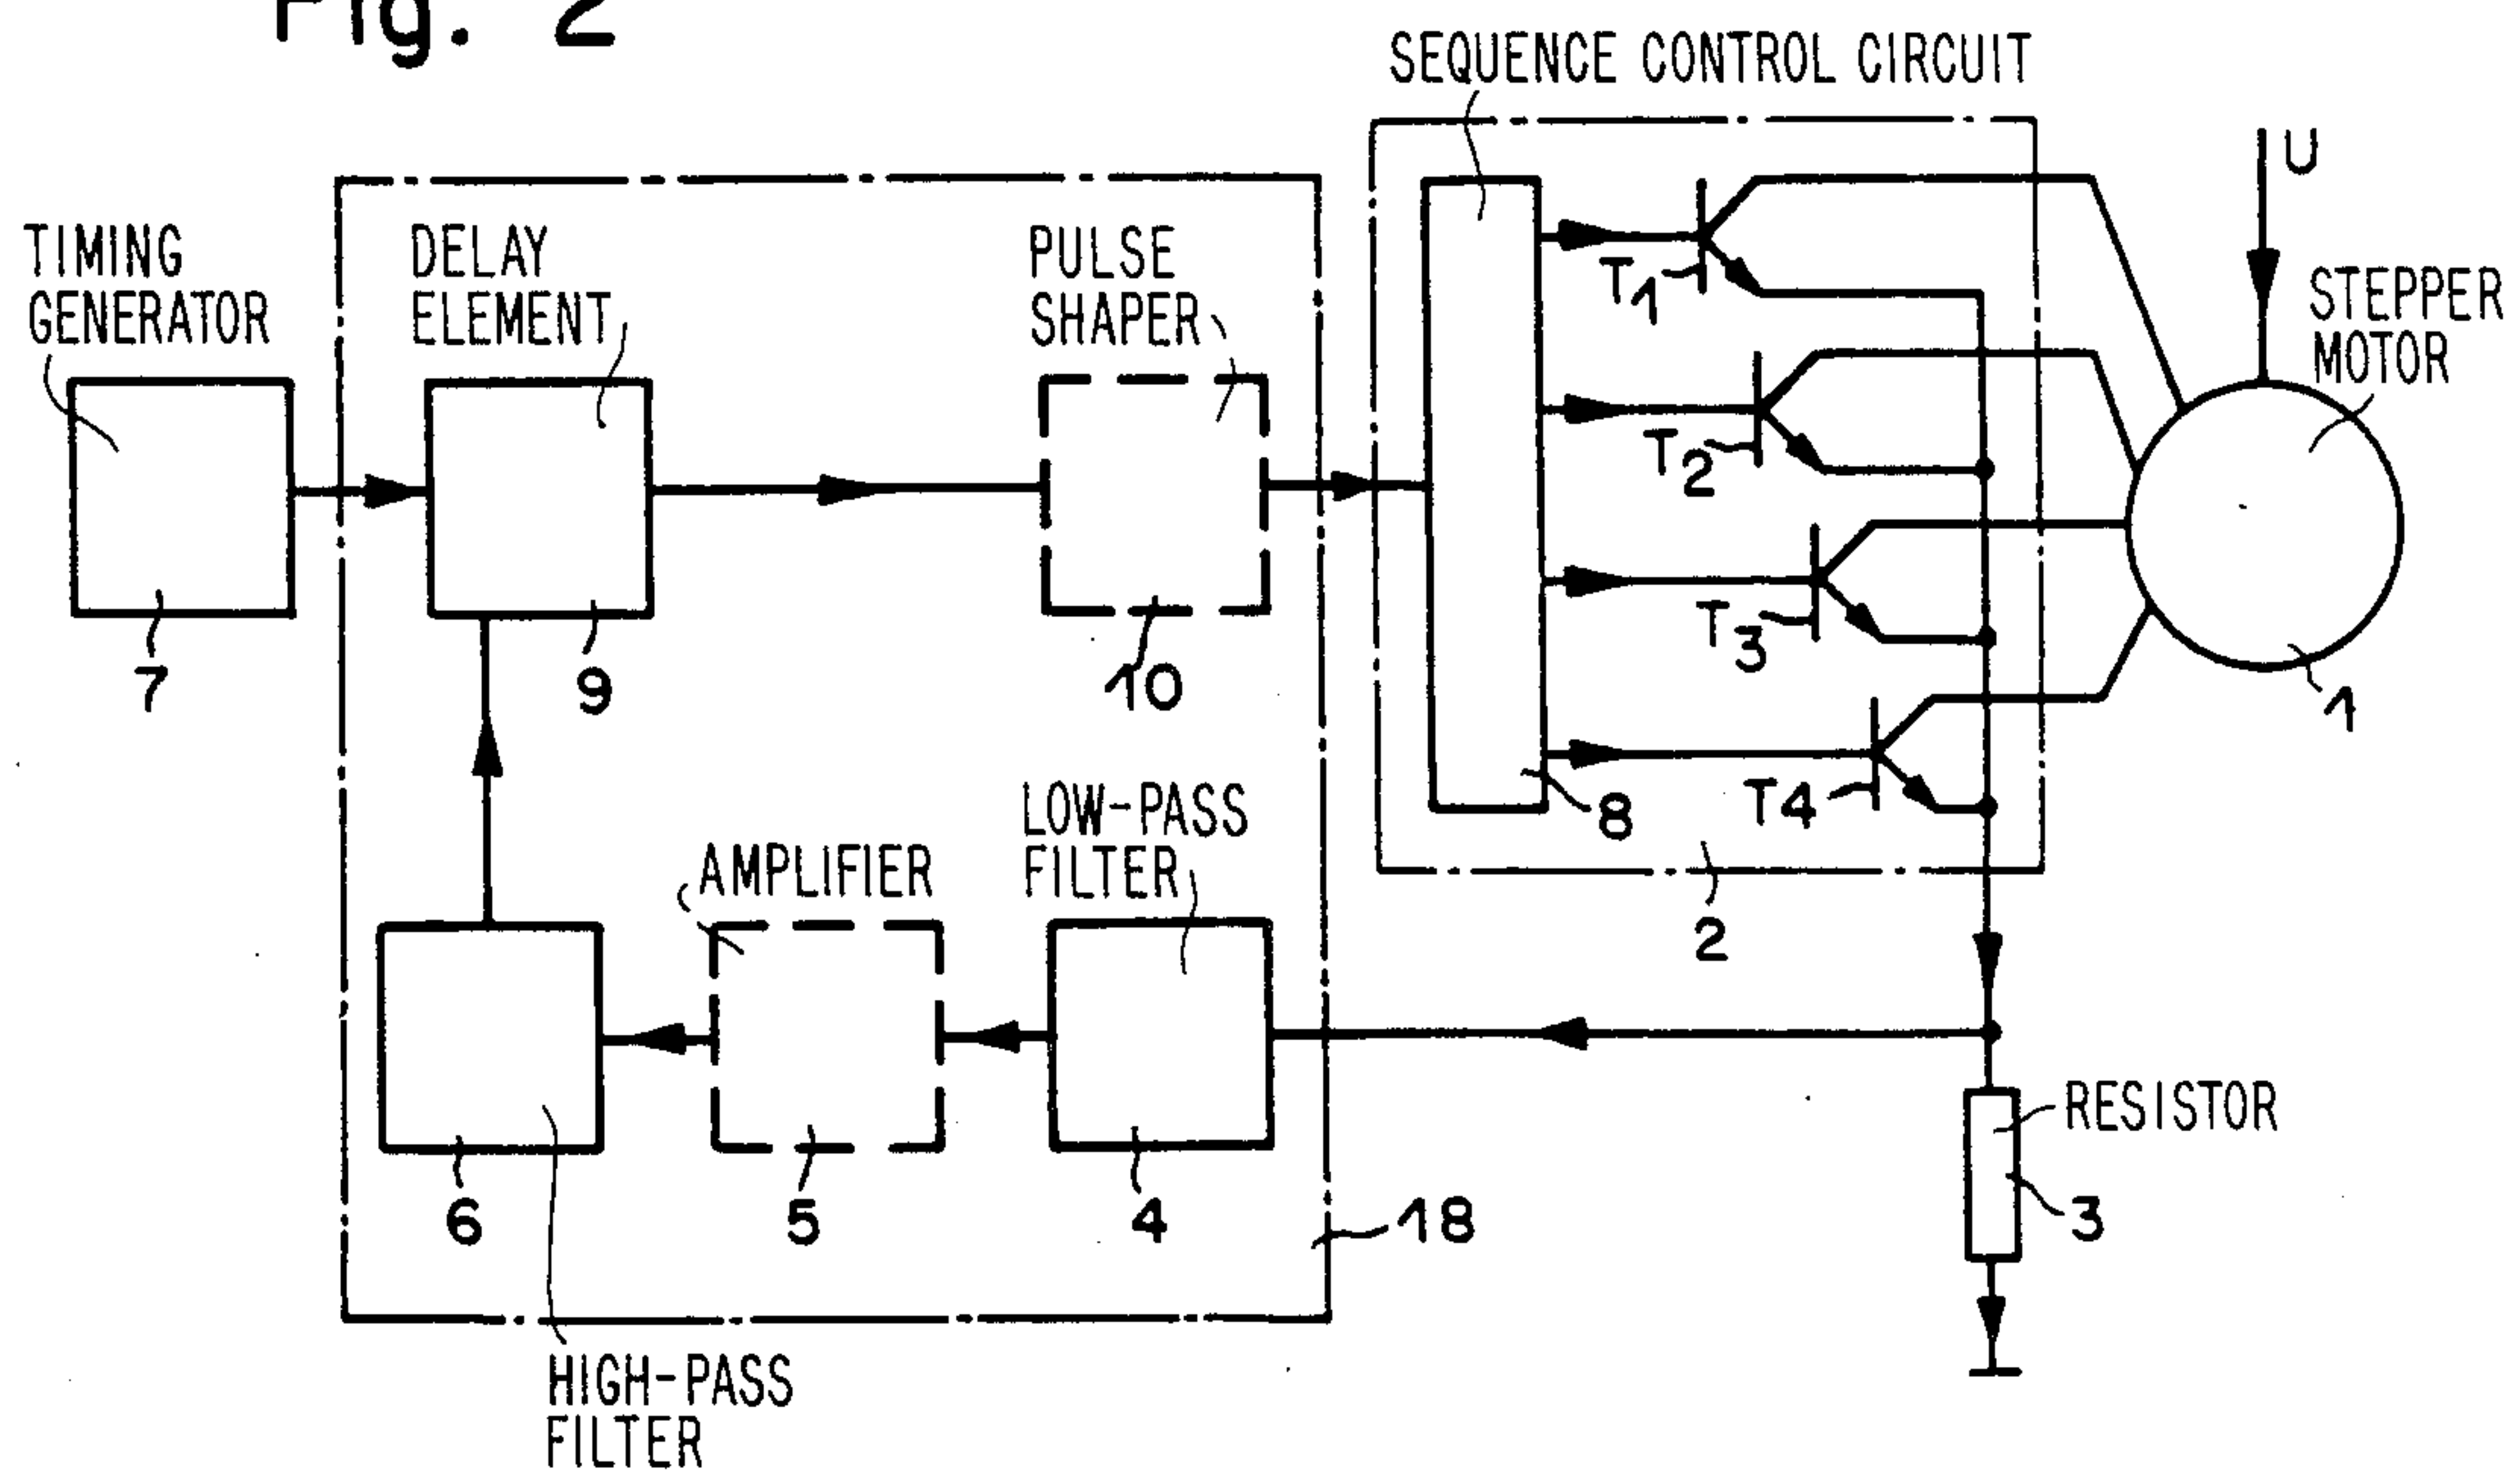 Fig. 2
SEQUENCE CONTROL CIRCUIT
U
TIMING
GENERATOR
DELAY
ELEMENT
PULSE
SHAPER
STEPPER
MOTOR
T1
T2
T3
T4
7
9
10
1
8
2
LOW-PASS
FILTER
AMPLIFIER
RESISTOR
6
5
4
18
3
HIGH-PASS
FILTER